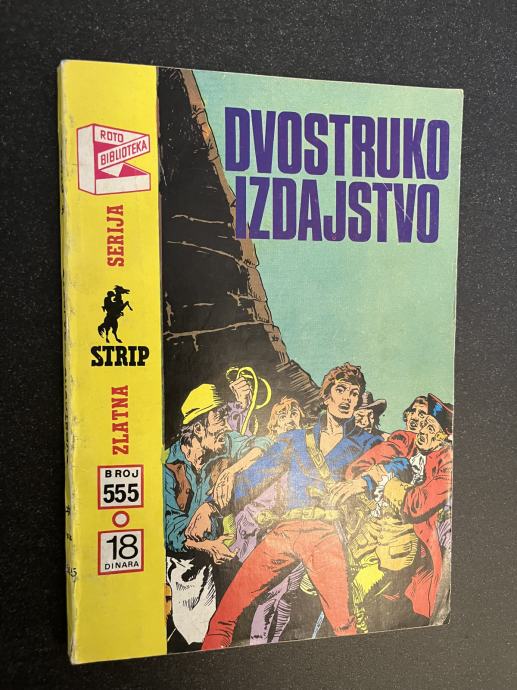 DVOSTRUKO
IZDAJSTVO
ROTO
BIBLIOTEKA
ZLATNA STRIP SERIJA
BROJ
555
18
DINARA